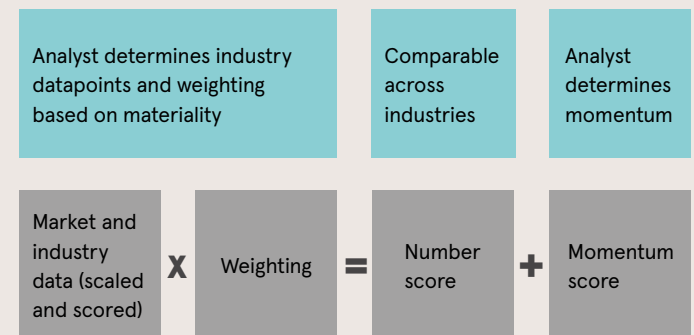 Analyst determines industry
datapoints and weighting
based on materiality
Comparable
across
industries
Analyst
determines
momentum
Market and
industry
data (scaled
and scored)
x
Weighting
=
Number
score
+
Momentum
score